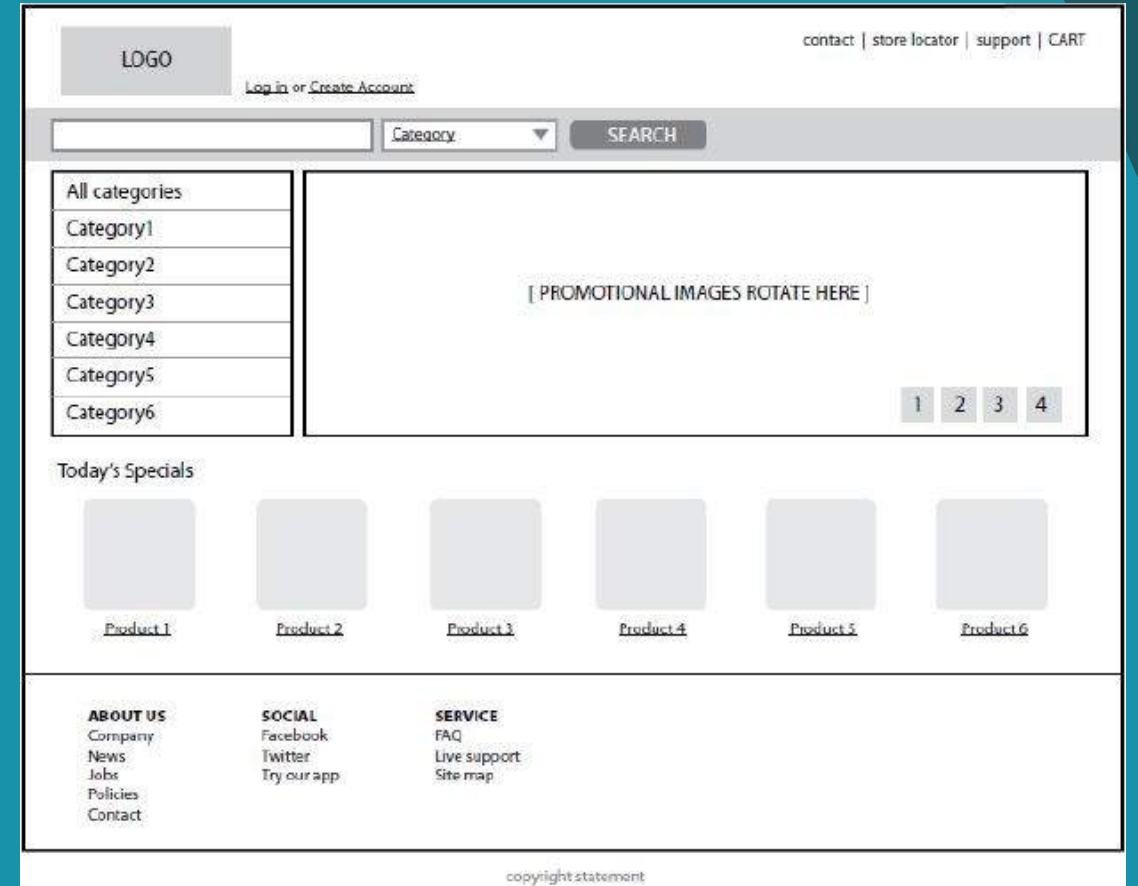 LOGO
contact | store locator | support | CART
Log in or Create Account
Category
SEARCH
All categories
Category1
Category2
Category3
Category4
Category5
Category6
[ PROMOTIONAL IMAGES ROTATE HERE ]
1 2 3 4
Today's Specials
Product 1
Product 2
Product 3
Product 4
Product 5
Product 6
ABOUT US
Company
News
Jobs
Policies
Contact
SOCIAL
Facebook
Twitter
Try our app
SERVICE
FAQ
Live support
Site map
copyright statement